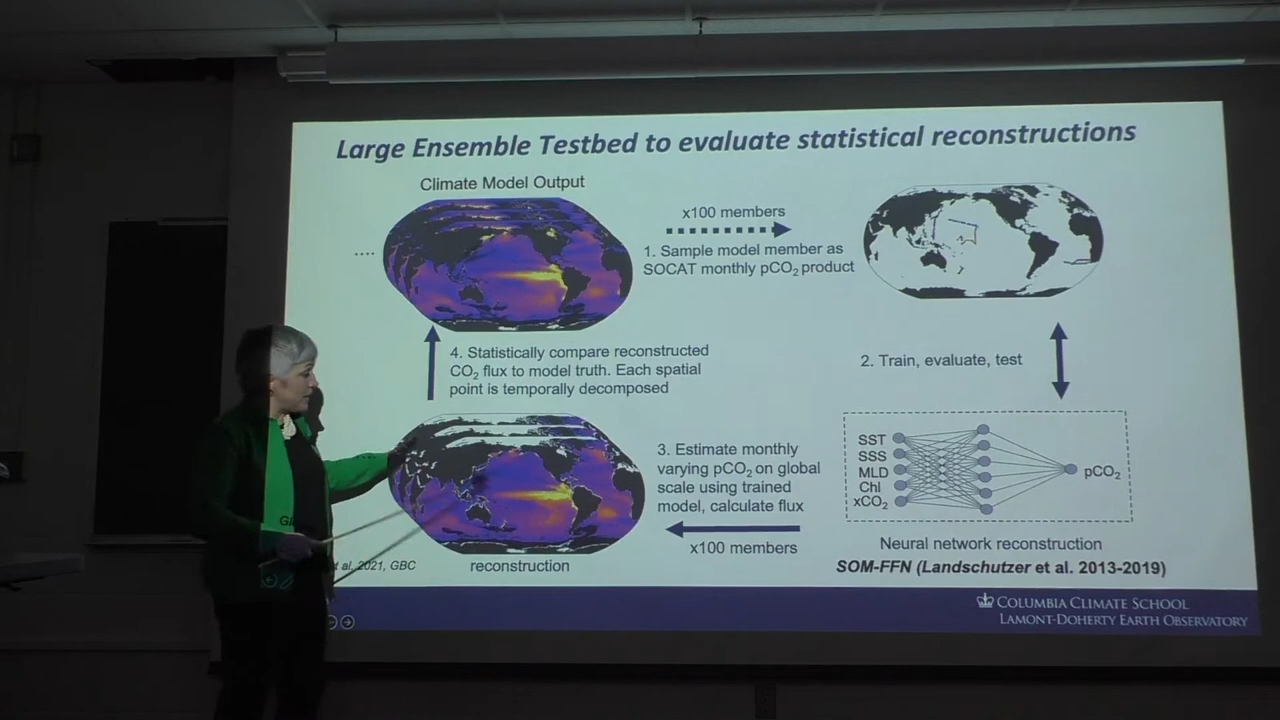 Large Ensemble Testbed to evaluate statistical reconstructions
Climate Model Output
....
x100 members
1. Sample model member as
SOCAT monthly pCO₂ product
4. Statistically compare reconstructed
CO₂ flux to model truth. Each spatial
point is temporally decomposed
2. Train, evaluate, test
3. Estimate monthly
varying pCO₂ on global
scale using trained
model, calculate flux
x100 members
SST
SSS
MLD
Chl
xCO₂
pCO₂
Neural network reconstruction
SOM-FFN (Landschutzer et al. 2013-2019)
reconstruction
al, 2021, GBC
COLUMBIA CLIMATE SCHOOL
LAMONT-DOHERTY EARTH OBSERVATORY